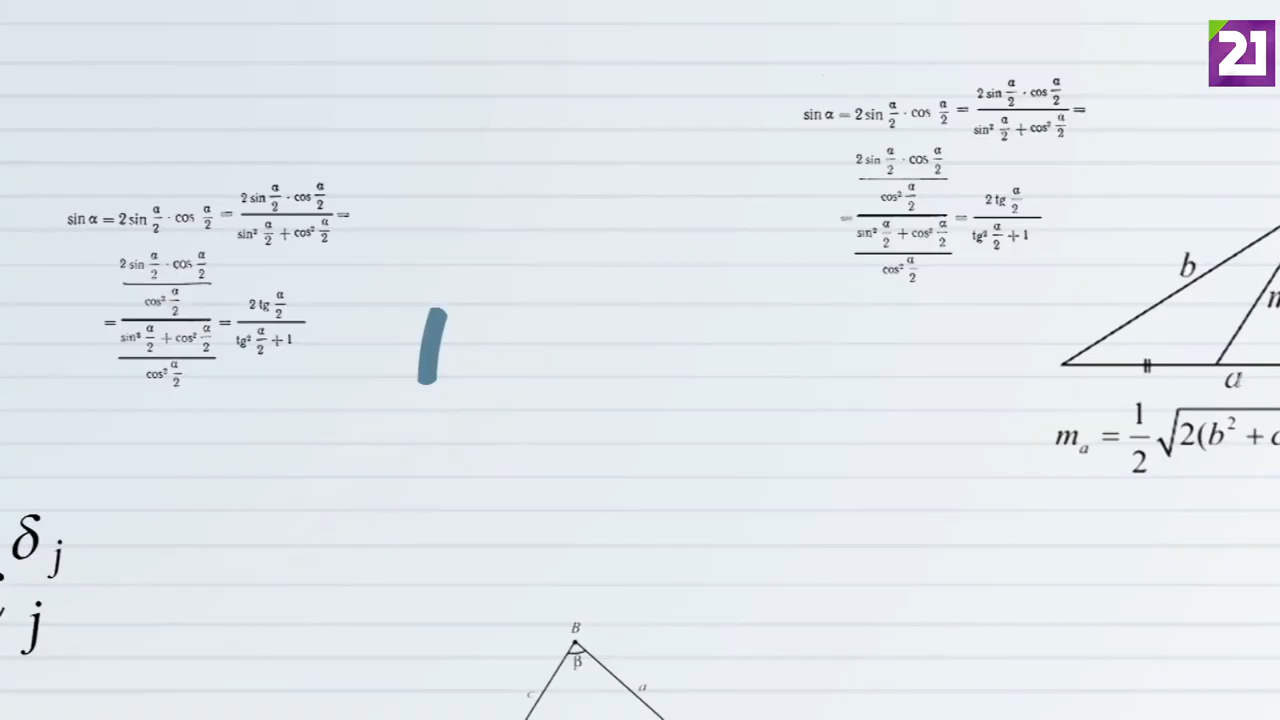 21
sin α = 2 sin α/2 · cos α/2 = (2 sin α/2 · cos α/2)/(sin² α/2 + cos² α/2) =
= ((2 sin α/2 · cos α/2)/(cos² α/2))/((sin² α/2 + cos² α/2)/(cos² α/2)) = (2 tg α/2)/(tg² α/2 + 1)
sin α = 2 sin α/2 · cos α/2 = (2 sin α/2 · cos α/2)/(sin² α/2 + cos² α/2) =
= ((2 sin α/2 · cos α/2)/(cos² α/2))/((sin² α/2 + cos² α/2)/(cos² α/2)) = (2 tg α/2)/(tg² α/2 + 1)
b
a
mₐ = 1/2 √2(b² +
δ j
j
B
β
c
a